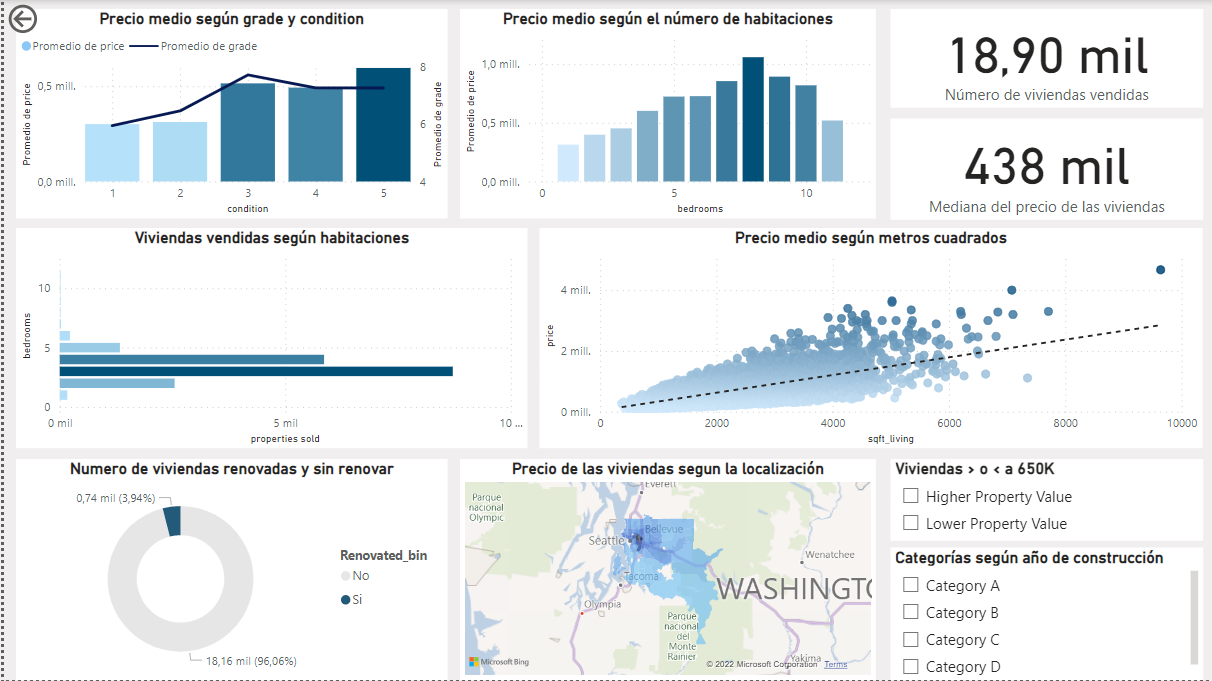 Precio medio según grade y condition
Promedio de price Promedio de grade
Promedio de price
0,5 mill.
0,0 mill.
8
6
4
Promedio de grade
1 2 3 4 5
condition
Precio medio según el número de habitaciones
Promedio de price
1,0 mill.
0,5 mill.
0,0 mill.
0 5 10
bedrooms
18,90 mil
Número de viviendas vendidas
438 mil
Mediana del precio de las viviendas
Viviendas vendidas según habitaciones
bedrooms
10
5
0
0 mil 5 mil 10 ...
properties sold
Precio medio según metros cuadrados
price
4 mill.
2 mill.
0 mill.
0 2000 4000 6000 8000 10000
sqft_living
Numero de viviendas renovadas y sin renovar
0,74 mil (3,94%)
18,16 mil (96,06%)
Renovated_bin
No
Si
Precio de las viviendas segun la localización
Everett
Parque
nacional
Olympic
Bellevue
Seattle
Wenatchee
Tacoma
WASHINGTO
Olympia
Parque
nacional
del
Monte
Rainier
Yakima
Microsoft Bing
© 2022 Microsoft Corporation Terms
Viviendas > o < a 650K
Higher Property Value
Lower Property Value
Categorías según año de construcción
Category A
Category B
Category C
Category D